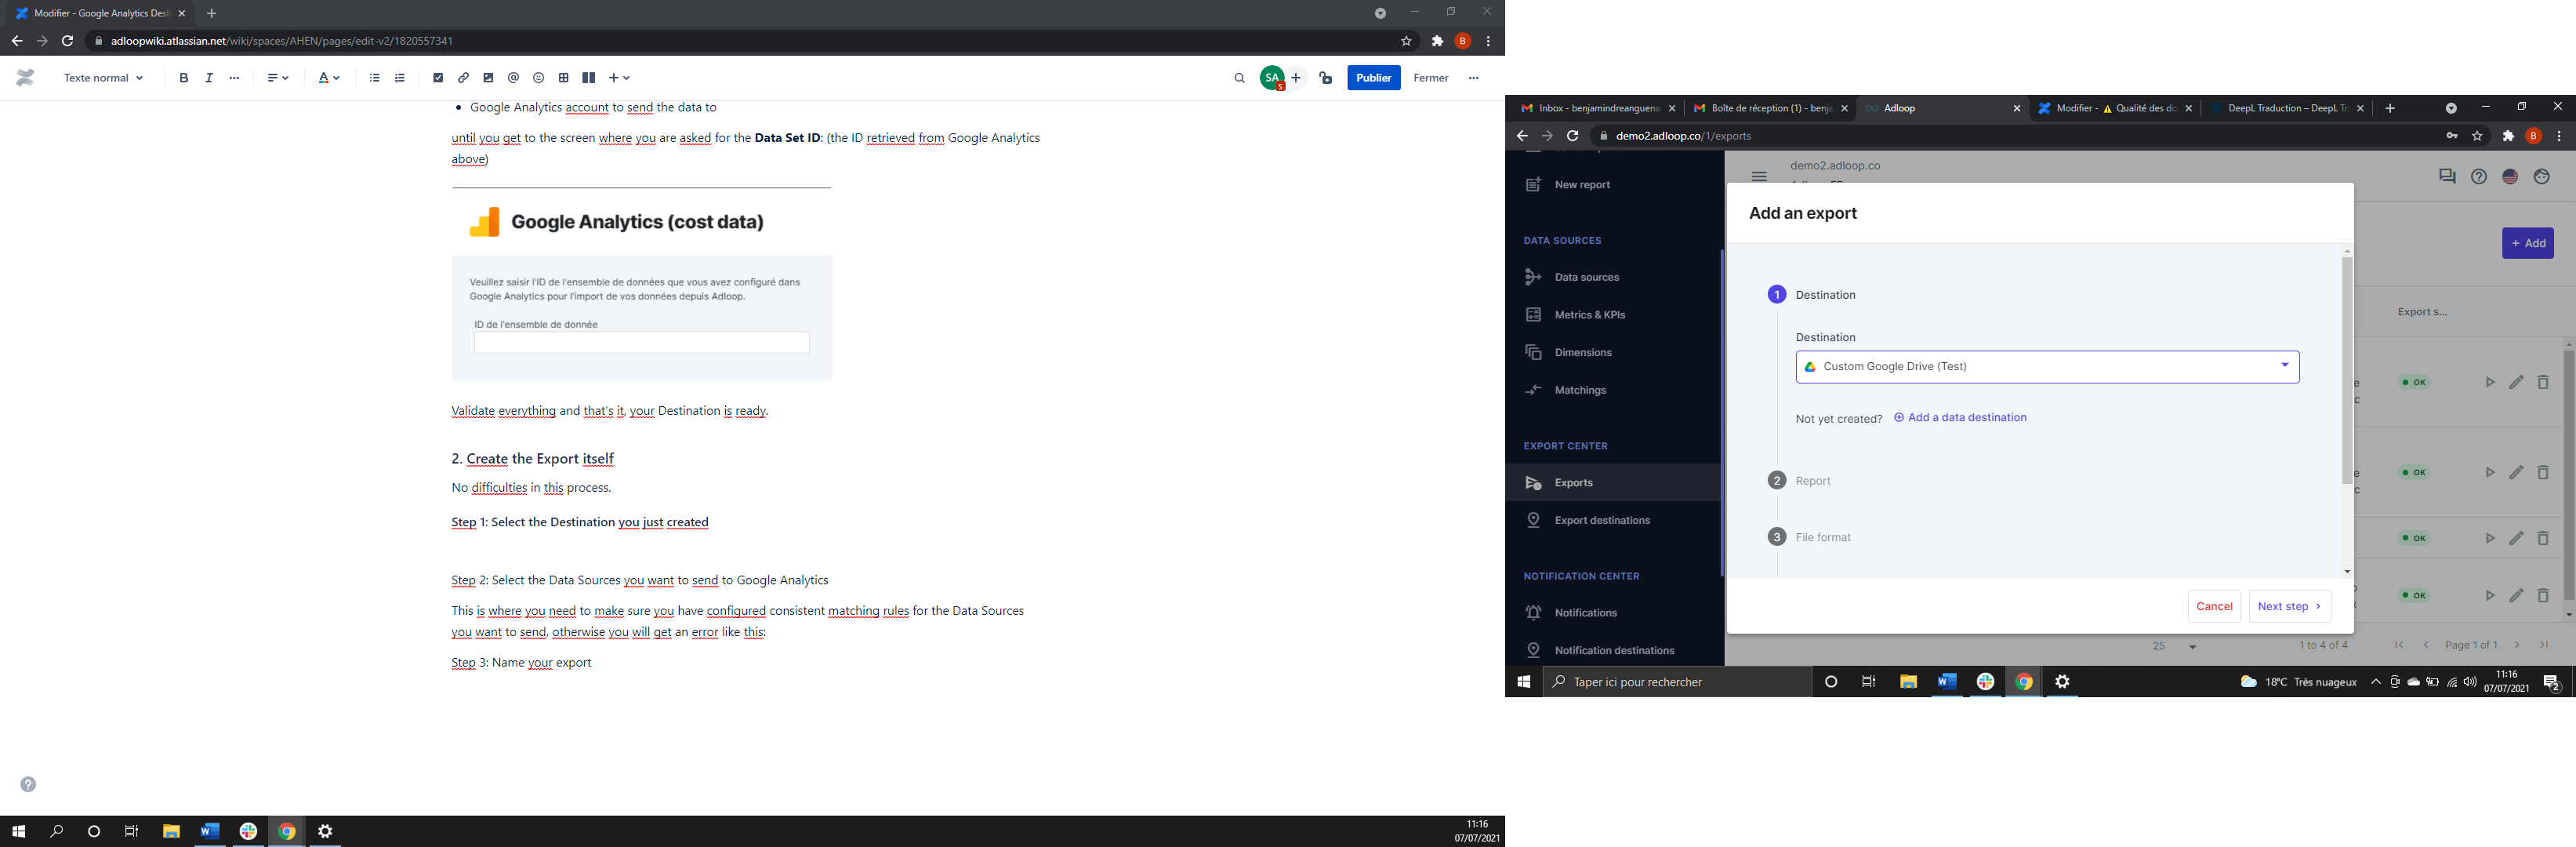 Modifier - Google Analytics Desti
adloopwiki.atlassian.net/wiki/spaces/AHEN/pages/edit-v2/1820557341
B
Texte normal
B I ... A
SA
S
Publier
Fermer
Google Analytics account to send the data to
until you get to the screen where you are asked for the Data Set ID: (the ID retrieved from Google Analytics
above)
Google Analytics (cost data)
Veuillez saisir l'ID de l'ensemble de données que vous avez configuré dans
Google Analytics pour l'import de vos données depuis Adloop.
ID de l'ensemble de donnée
Validate everything and that's it, your Destination is ready.
2. Create the Export itself
No difficulties in this process.
Step 1: Select the Destination you just created
Step 2: Select the Data Sources you want to send to Google Analytics
This is where you need to make sure you have configured consistent matching rules for the Data Sources
you want to send, otherwise you will get an error like this:
Step 3: Name your export
11:16
07/07/2021
Inbox - benjamindreanguena
Boîte de réception (1) - benja
Adloop
Modifier - Qualité des do
DeepL Traduction – DeepL Tr
demo2.adloop.co/1/exports
B
New report
DATA SOURCES
Data sources
Metrics & KPIs
Dimensions
Matchings
EXPORT CENTER
Exports
Export destinations
NOTIFICATION CENTER
Notifications
Notification destinations
demo2.adloop.co
+ Add
Export s...
OK
OK
OK
OK
Add an export
1 Destination
Destination
Custom Google Drive (Test)
Not yet created? Add a data destination
2 Report
3 File format
Cancel
Next step
25
1 to 4 of 4
Page 1 of 1
Taper ici pour rechercher
18°C Très nuageux
11:16
07/07/2021
2